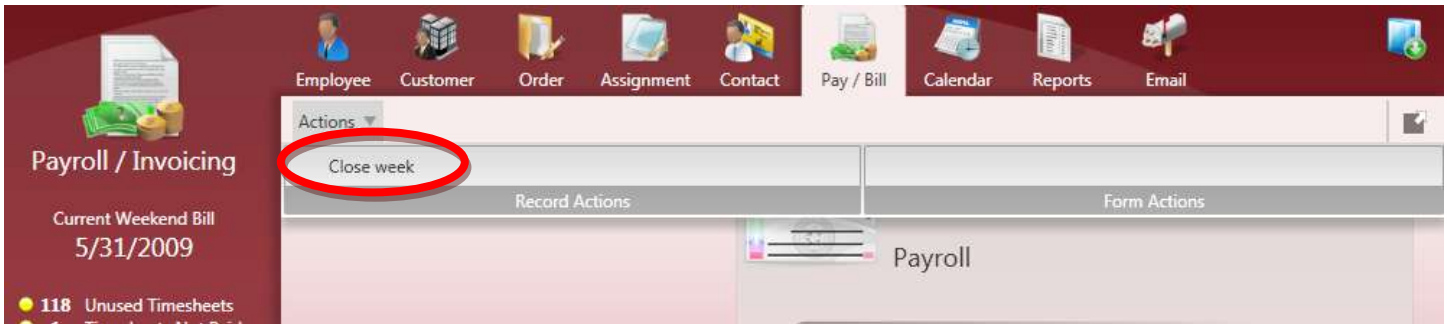 Employee Customer Order Assignment Contact Pay / Bill Calendar Reports Email
Actions
Close week
Record Actions Form Actions
Payroll / Invoicing
Current Weekend Bill
5/31/2009
118 Unused Timesheets
Payroll